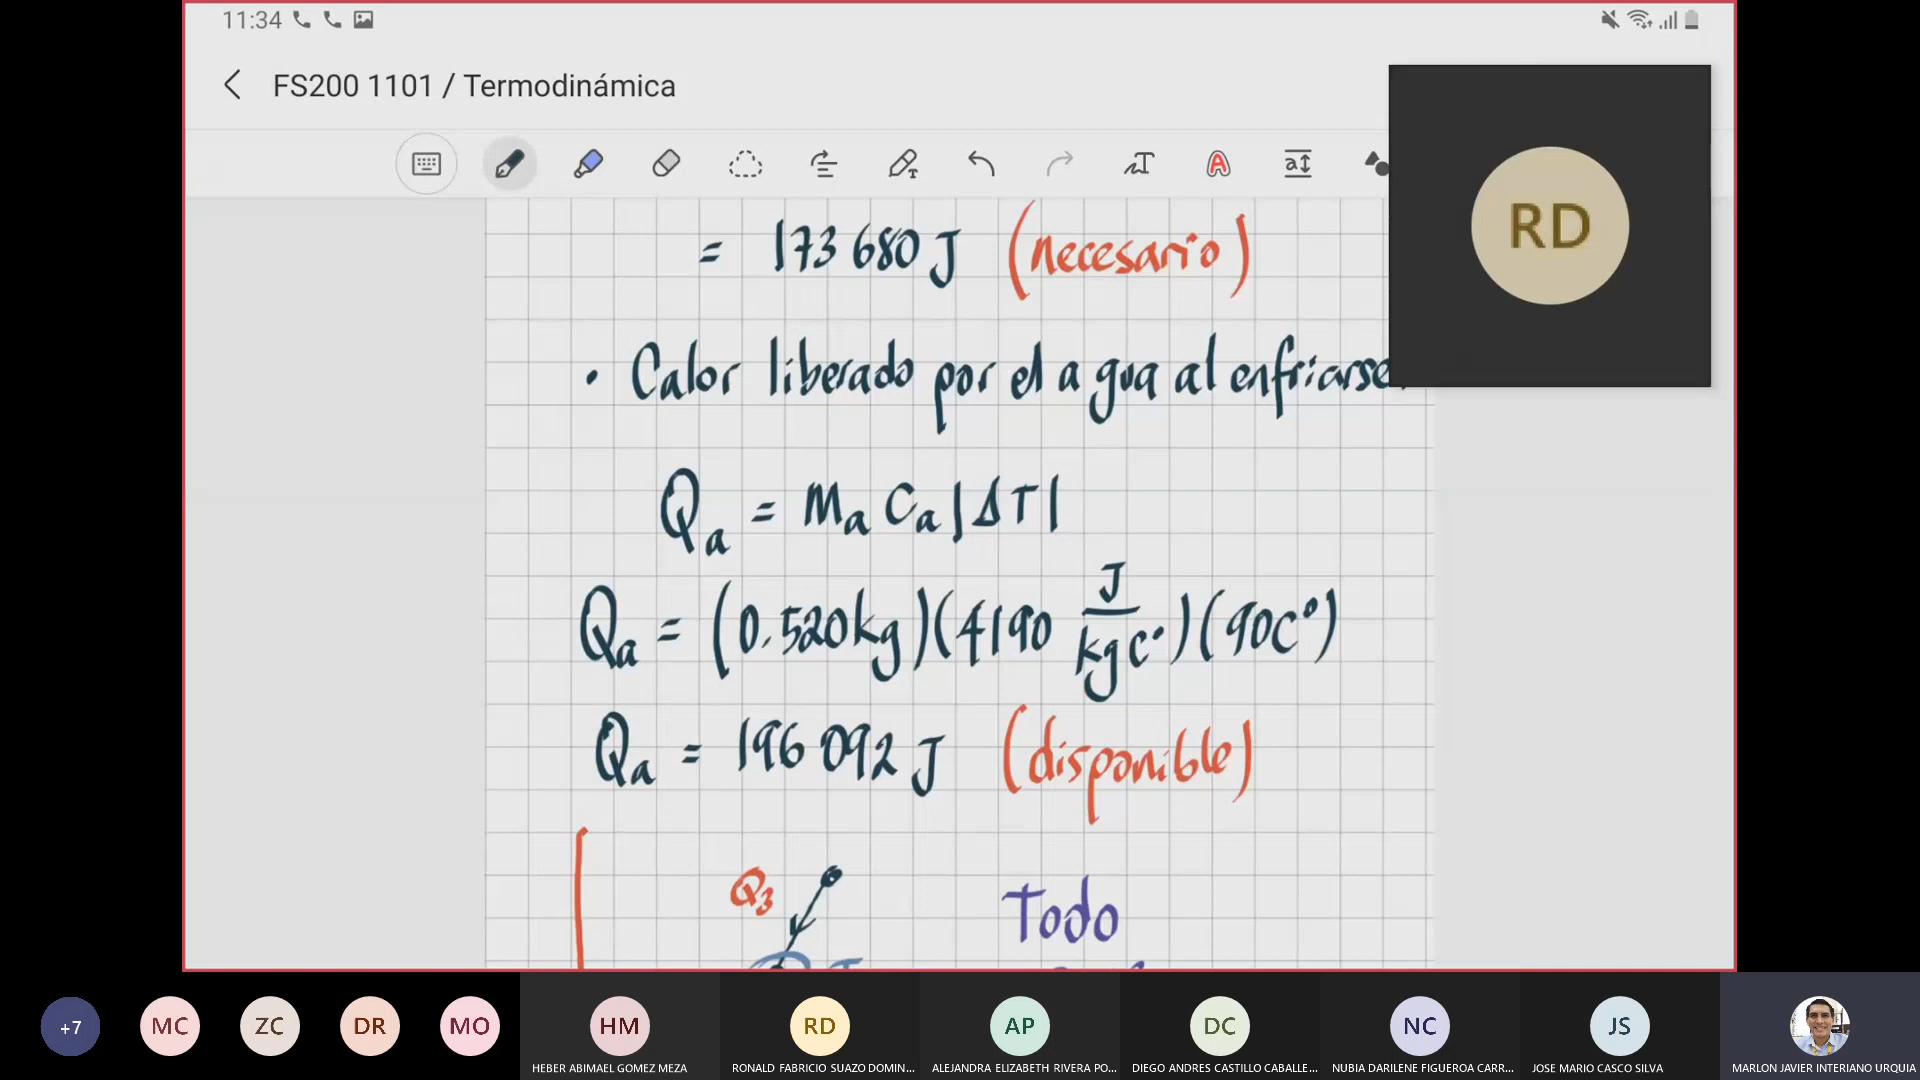 11:34
FS200 1101 / Termodinámica
RD
= 173 680 J (necesario)
• Calor liberado por el agua al enfriarse.
Qa = Ma Ca |ΔT|
Qa = (0.520kg)(4190 J/kg C°)(90C°)
Qa = 196 092 J (disponible)
Q3
Todo
+7
MC
ZC
DR
MO
HM
RD
AP
DC
NC
JS
HEBER ABIMAEL GOMEZ MEZA
RONALD FABRICIO SUAZO DOMIN...
ALEJANDRA ELIZABETH RIVERA PO...
DIEGO ANDRES CASTILLO CABALLE...
NUBIA DARILENE FIGUEROA CARR...
JOSE MARIO CASCO SILVA
MARLON JAVIER INTERIANO URQUIA